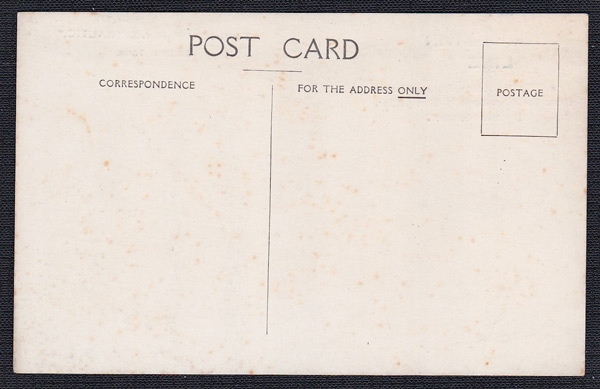 POST CARD
CORRESPONDENCE
FOR THE ADDRESS ONLY
POSTAGE